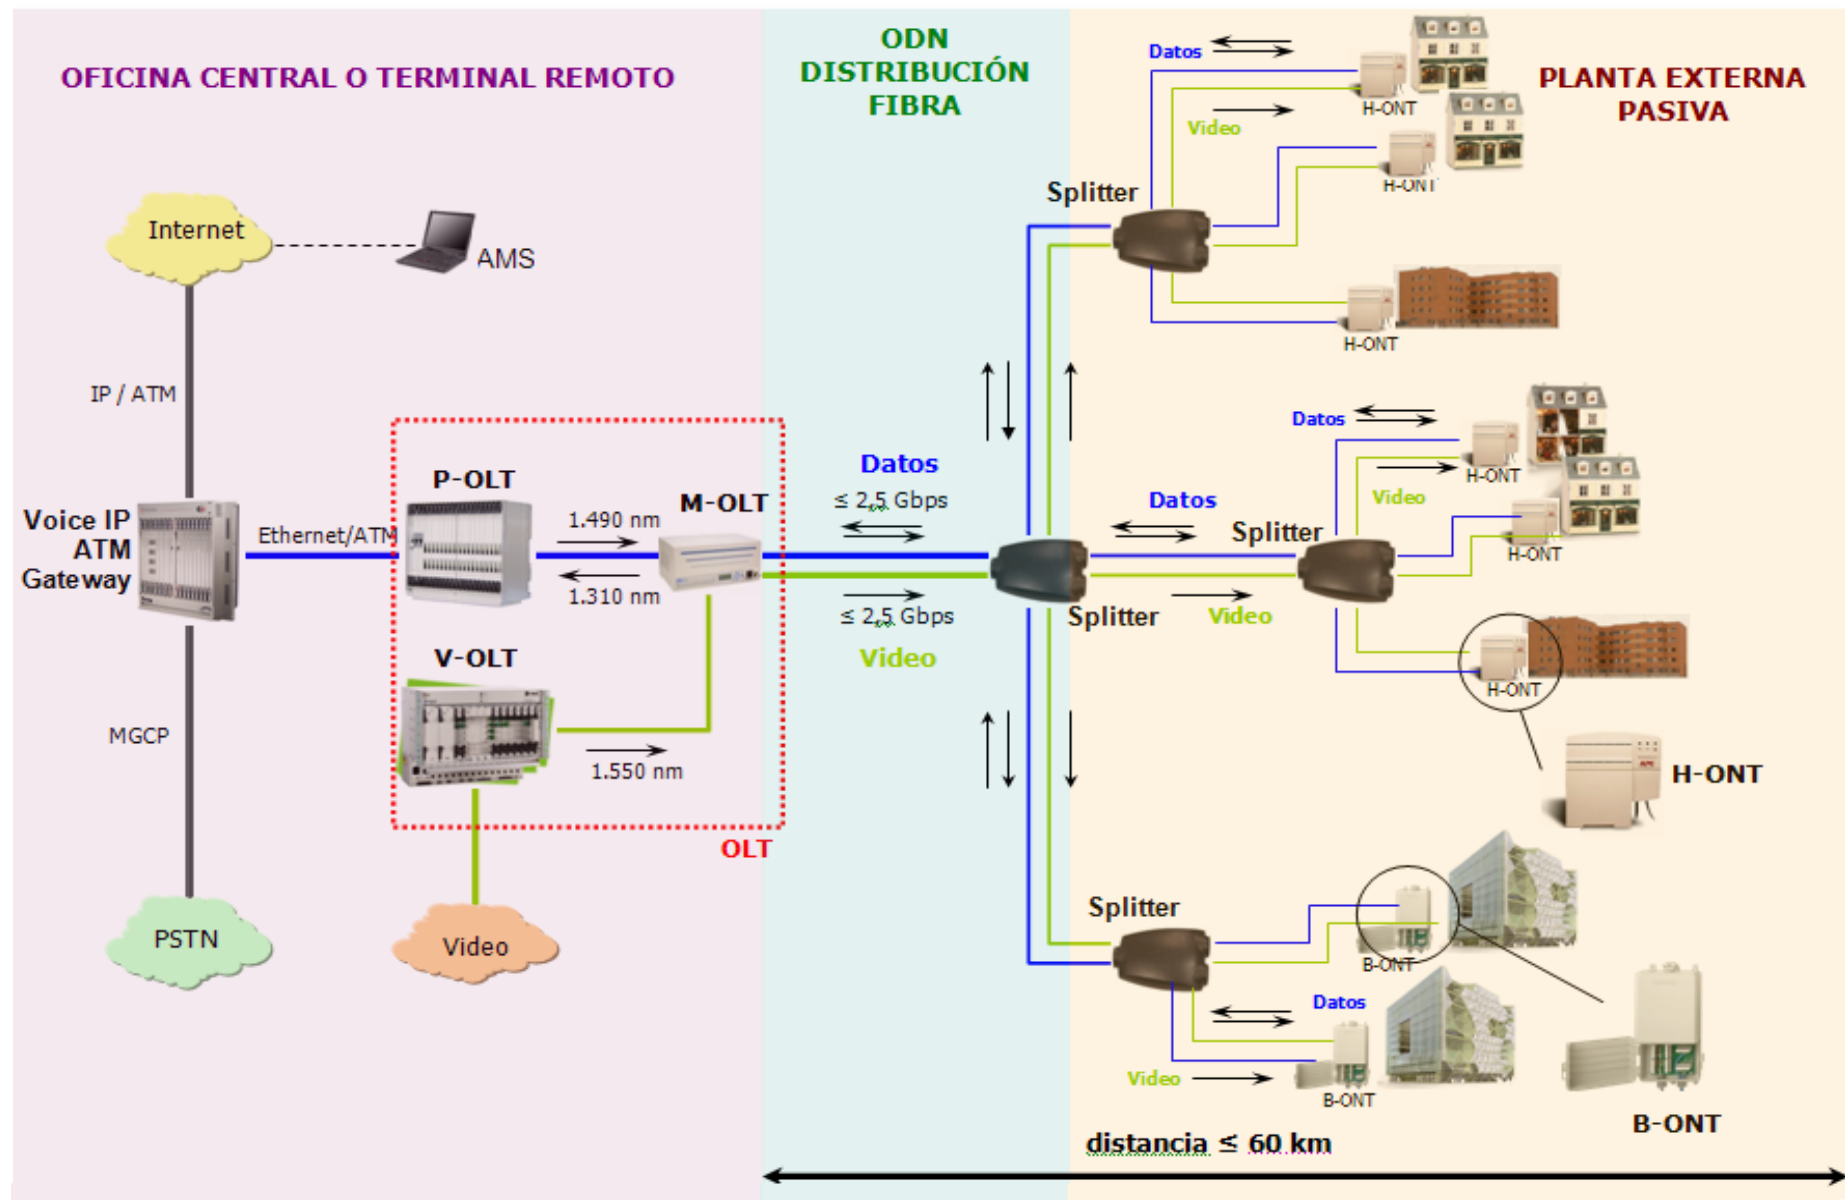 OFICINA CENTRAL O TERMINAL REMOTO
ODN
DISTRIBUCIÓN
FIBRA
PLANTA EXTERNA
PASIVA
Datos
H-ONT
Video
H-ONT
Splitter
H-ONT
Internet
AMS
IP / ATM
Voice IP
ATM
Gateway
Ethernet/ATM
P-OLT
1.490 nm
1.310 nm
M-OLT
V-OLT
1.550 nm
OLT
MGCP
PSTN
Video
Datos
≤ 2,5 Gbps
≤ 2,5 Gbps
Video
Splitter
Datos
Video
Splitter
Datos
H-ONT
Video
H-ONT
H-ONT
H-ONT
Splitter
B-ONT
Datos
Video
B-ONT
B-ONT
distancia ≤ 60 km